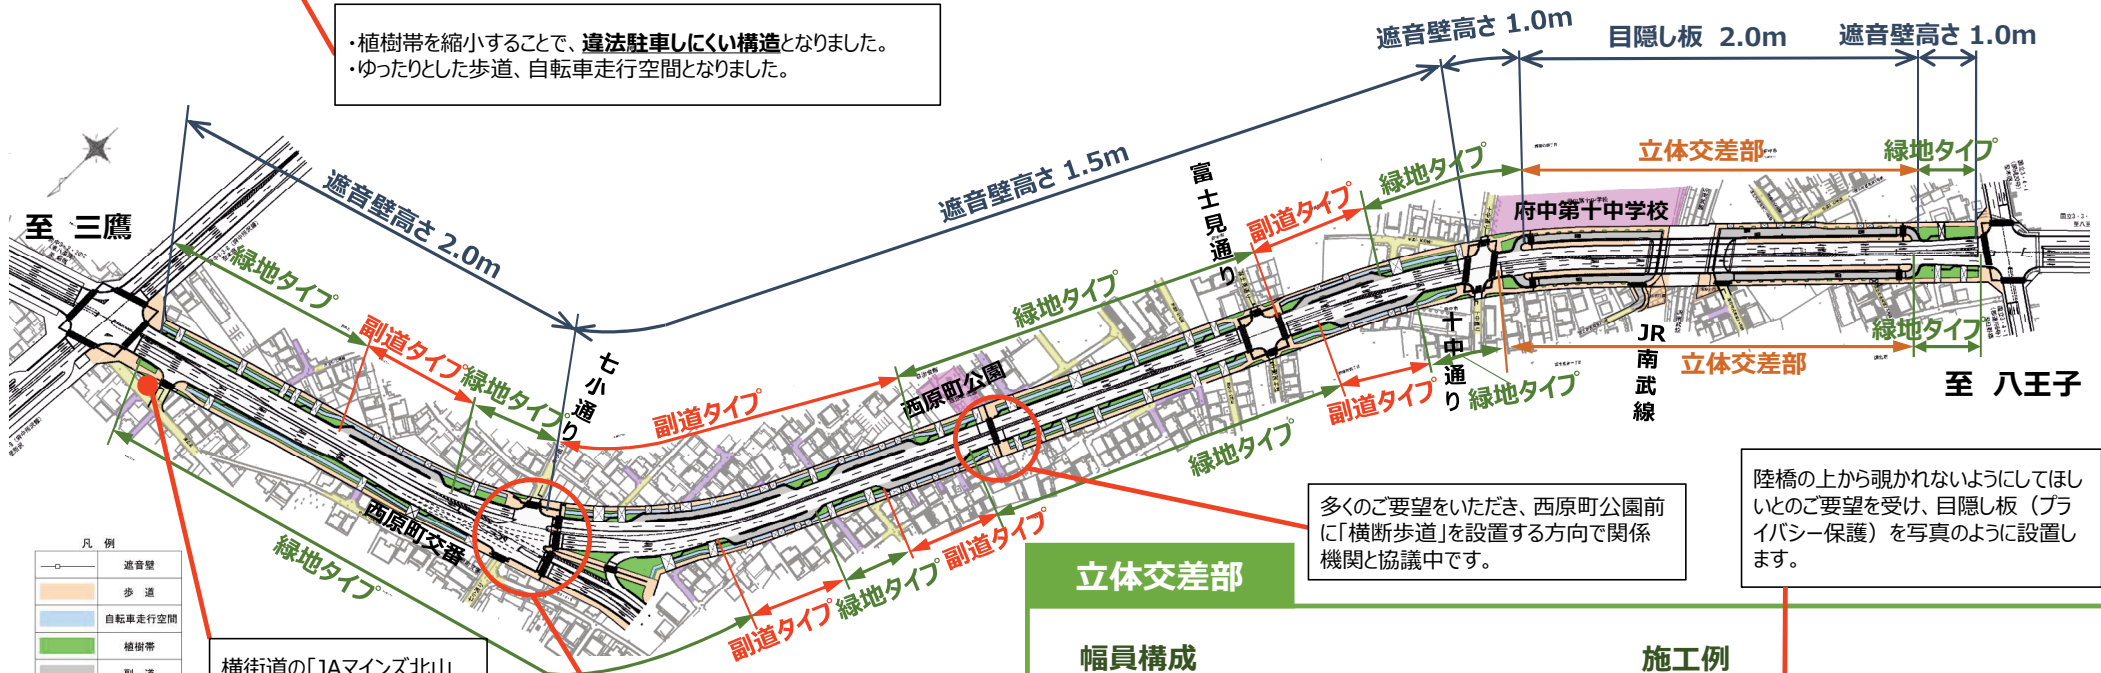 ・植樹帯を縮小することで、違法駐車しにくい構造となりました。
・ゆったりとした歩道、自転車走行空間となりました。
遮音壁高さ 1.0m
目隠し板 2.0m
遮音壁高さ 1.0m
遮音壁高さ 2.0m
遮音壁高さ 1.5m
至 三鷹
緑地タイプ
副道タイプ
緑地タイプ
七小通り
副道タイプ
緑地タイプ
富士見通り
副道タイプ
緑地タイプ
立体交差部
緑地タイプ
府中第十中学校
西原町公園
西原町交番
十中通り
JR南武線
至 八王子
緑地タイプ
副道タイプ
緑地タイプ
副道タイプ
緑地タイプ
副道タイプ
緑地タイプ
立体交差部
緑地タイプ
凡 例
遮音壁
歩 道
自転車走行空間
植樹帯
副 道
横街道の「JAマインズ北山
多くのご要望をいただき、西原町公園前
に「横断歩道」を設置する方向で関係
機関と協議中です。
陸橋の上から覗かれないようにしてほし
いとのご要望を受け、目隠し板（プラ
イバシー保護）を写真のように設置し
ます。
立体交差部
幅員構成
施工例